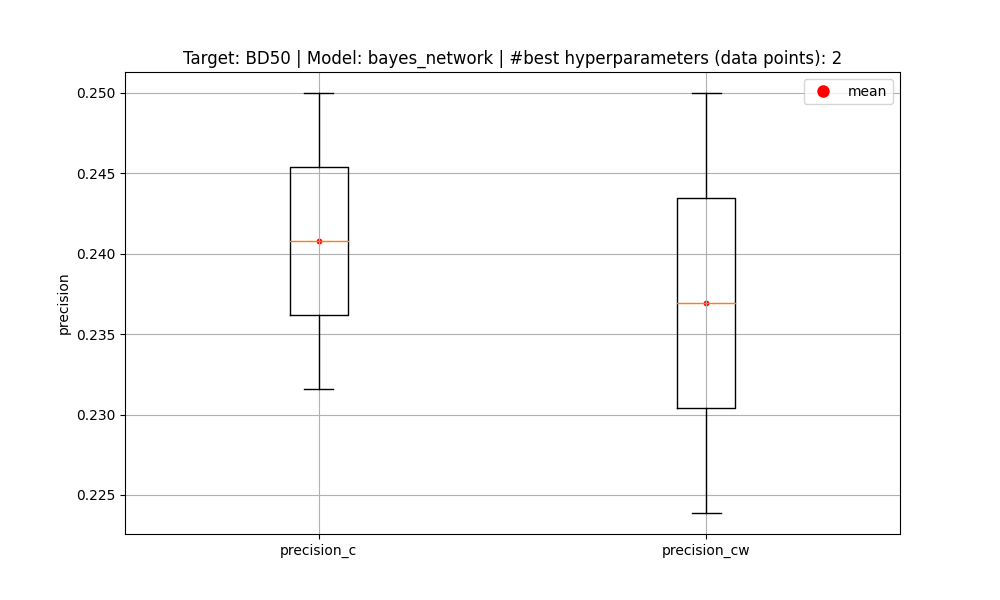 Target: BD50 | Model: bayes_network | #best hyperparameters (data points): 2
mean
0.250
0.245
0.240
0.235
0.230
0.225
precision
precision_c
precision_cw